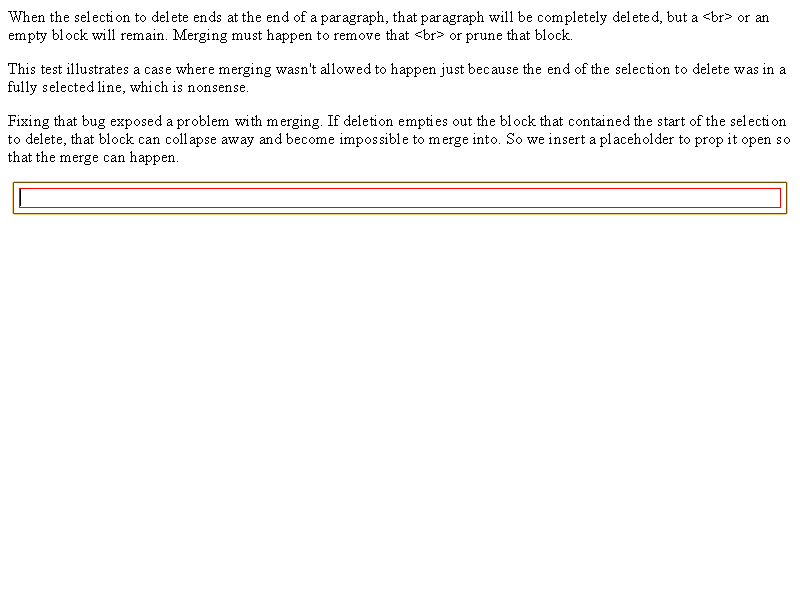 When the selection to delete ends at the end of a paragraph, that paragraph will be completely deleted, but a <br> or an
empty block will remain. Merging must happen to remove that <br> or prune that block.
This test illustrates a case where merging wasn't allowed to happen just because the end of the selection to delete was in a
fully selected line, which is nonsense.
Fixing that bug exposed a problem with merging. If deletion empties out the block that contained the start of the selection
to delete, that block can collapse away and become impossible to merge into. So we insert a placeholder to prop it open so
that the merge can happen.